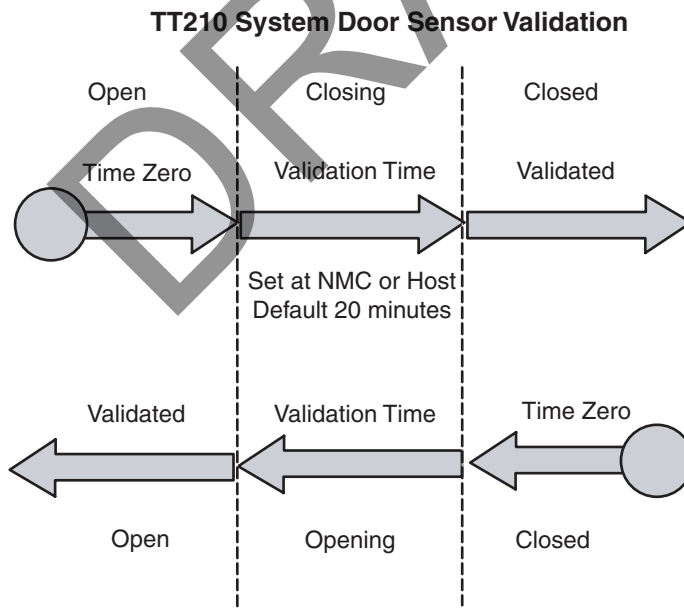 TT210 System Door Sensor Validation
Open Closing Closed
Time Zero Validation Time Validated
Set at NMC or Host
Default 20 minutes
Validated Validation Time Time Zero
Open Opening Closed